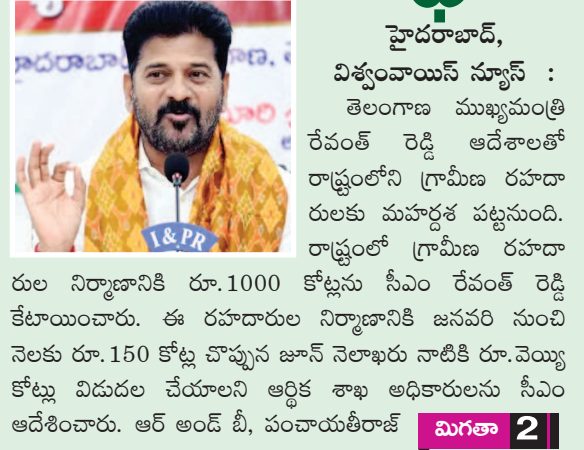 I & PR
హైదరాబాద్,
విశ్వంవాయిస్ న్యూస్ :
తెలంగాణ ముఖ్యమంత్రి
రేవంత్ రెడ్డి ఆదేశాలతో
రాష్ట్రంలోని గ్రామీణ రహదా
రులకు మహర్దశ పట్టనుంది.
రాష్ట్రంలో గ్రామీణ రహదా
రుల నిర్మాణానికి రూ.1000 కోట్లను సీఎం రేవంత్ రెడ్డి
కేటాయించారు. ఈ రహదారుల నిర్మాణానికి జనవరి నుంచి
నెలకు రూ.150 కోట్ల చొప్పున జూన్ నెలాఖరు నాటికి రూ.వెయ్యి
కోట్లు విడుదల చేయాలని ఆర్థిక శాఖ అధికారులను సీఎం
ఆదేశించారు. ఆర్ అండ్ బీ, పంచాయతీరాజ్ మిగతా 2